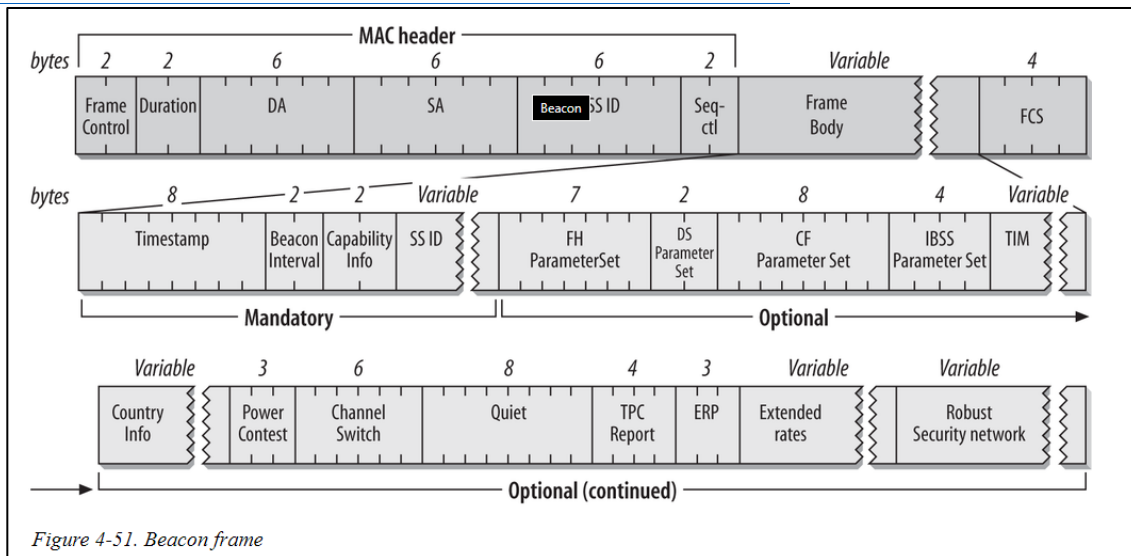 MAC header
bytes 2 2 6 6 6 2 Variable 4
Frame Control Duration DA SA Beacon SS ID Seq-ctl Frame Body FCS
bytes 8 2 2 Variable 7 2 8 4 Variable
Timestamp Beacon Interval Capability Info SS ID FH ParameterSet DS Parameter Set CF Parameter Set IBSS Parameter Set TIM
Mandatory Optional
Variable 3 6 8 4 3 Variable Variable
Country Info Power Contest Channel Switch Quiet TPC Report ERP Extended rates Robust Security network
Optional (continued)
Figure 4-51. Beacon frame